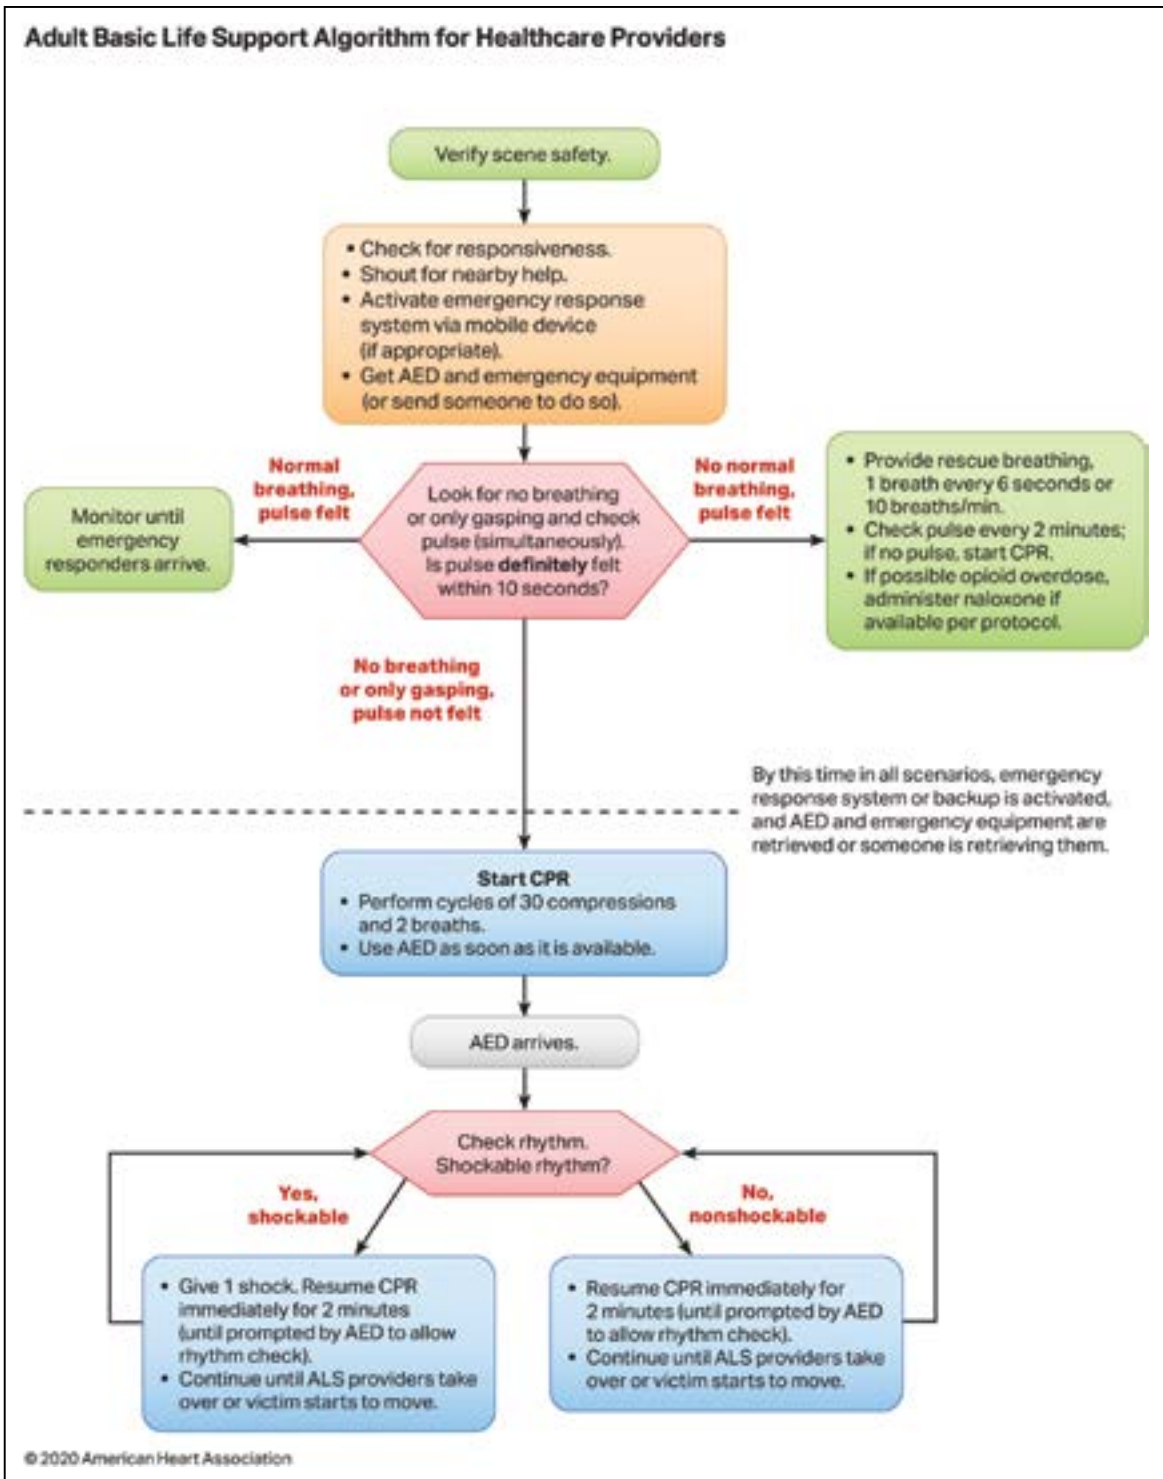 Adult Basic Life Support Algorithm for Healthcare Providers
Verify scene safety.
• Check for responsiveness.
• Shout for nearby help.
• Activate emergency response
system via mobile device
(if appropriate).
• Get AED and emergency equipment
(or send someone to do so).
Normal
breathing,
pulse felt
Monitor until
emergency
responders arrive.
Look for no breathing
or only gasping and check
pulse (simultaneously).
Is pulse definitely felt
within 10 seconds?
No normal
breathing,
pulse felt
• Provide rescue breathing,
1 breath every 6 seconds or
10 breaths/min.
• Check pulse every 2 minutes;
if no pulse, start CPR.
• If possible opioid overdose,
administer naloxone if
available per protocol.
No breathing
or only gasping,
pulse not felt
By this time in all scenarios, emergency
response system or backup is activated,
and AED and emergency equipment are
retrieved or someone is retrieving them.
Start CPR
• Perform cycles of 30 compressions
and 2 breaths.
• Use AED as soon as it is available.
AED arrives.
Check rhythm.
Shockable rhythm?
Yes,
shockable
No,
nonshockable
• Give 1 shock. Resume CPR
immediately for 2 minutes
(until prompted by AED to allow
rhythm check).
• Continue until ALS providers take
over or victim starts to move.
• Resume CPR immediately for
2 minutes (until prompted by AED
to allow rhythm check).
• Continue until ALS providers take
over or victim starts to move.
© 2020 American Heart Association